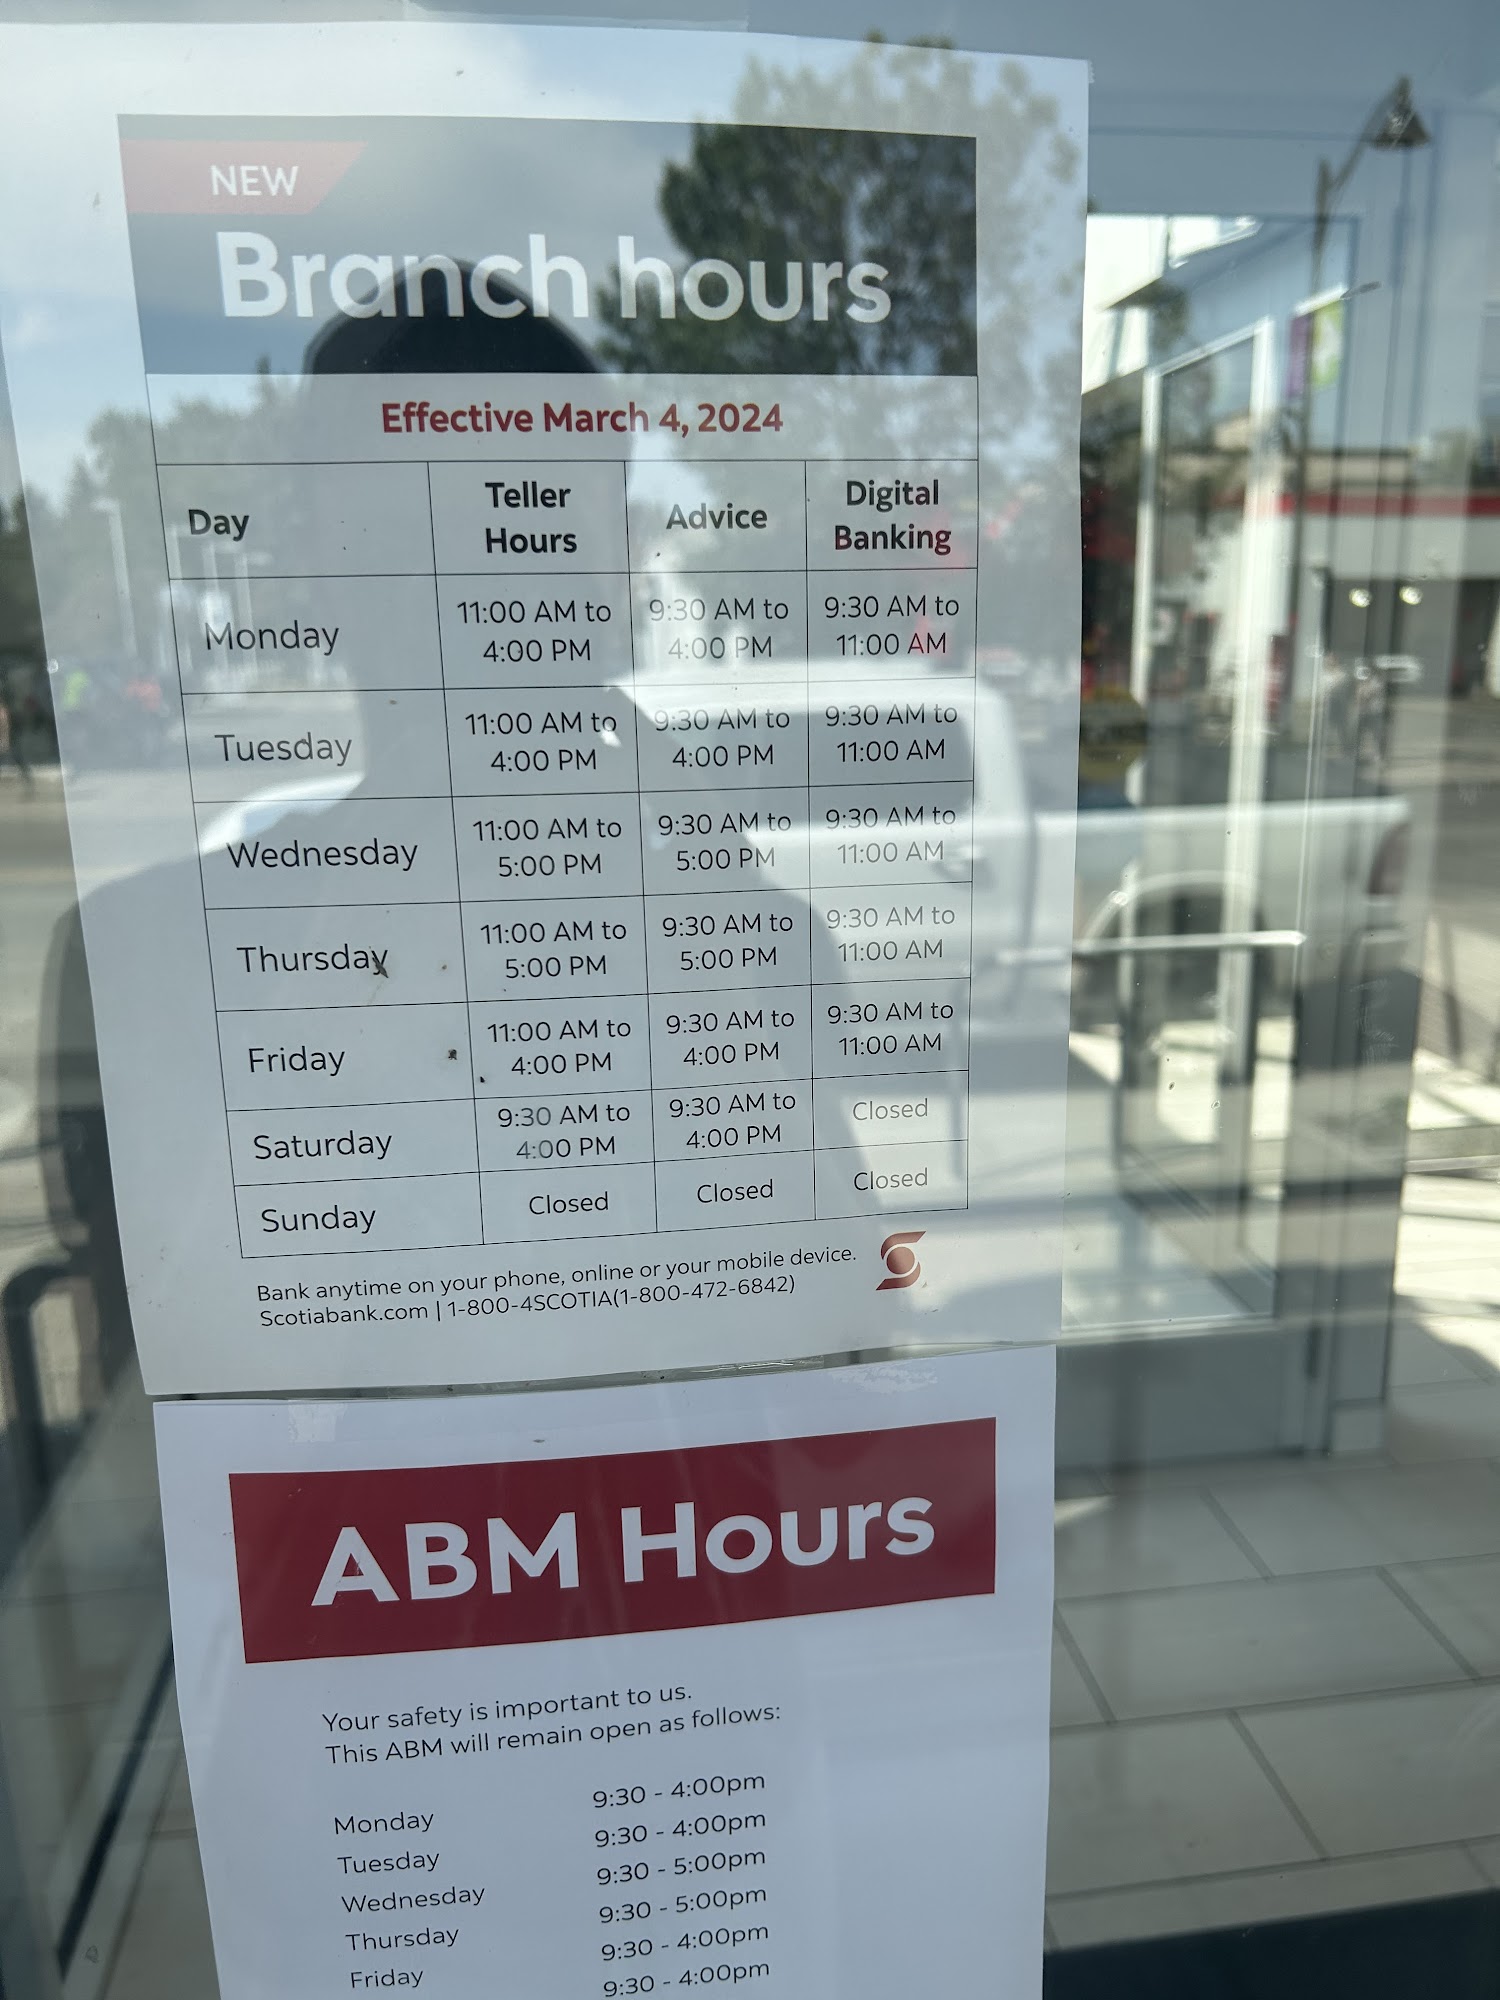 NEW
Branch hours
Effective March 4, 2024
Day Teller Hours Advice Digital Banking
Monday 11:00 AM to 4:00 PM 9:30 AM to 4:00 PM 9:30 AM to 11:00 AM
Tuesday 11:00 AM to 4:00 PM 9:30 AM to 4:00 PM 9:30 AM to 11:00 AM
Wednesday 11:00 AM to 5:00 PM 9:30 AM to 5:00 PM 9:30 AM to 11:00 AM
Thursday 11:00 AM to 5:00 PM 9:30 AM to 5:00 PM 9:30 AM to 11:00 AM
Friday 11:00 AM to 4:00 PM 9:30 AM to 4:00 PM 9:30 AM to 11:00 AM
Saturday 9:30 AM to 4:00 PM 9:30 AM to 4:00 PM Closed
Sunday Closed Closed Closed
Bank anytime on your phone, online or your mobile device.
Scotiabank.com | 1-800-4SCOTIA(1-800-472-6842)
ABM Hours
Your safety is important to us.
This ABM will remain open as follows:
Monday 9:30 - 4:00pm
Tuesday 9:30 - 4:00pm
Wednesday 9:30 - 5:00pm
Thursday 9:30 - 5:00pm
Friday 9:30 - 4:00pm
9:30 - 4:00pm